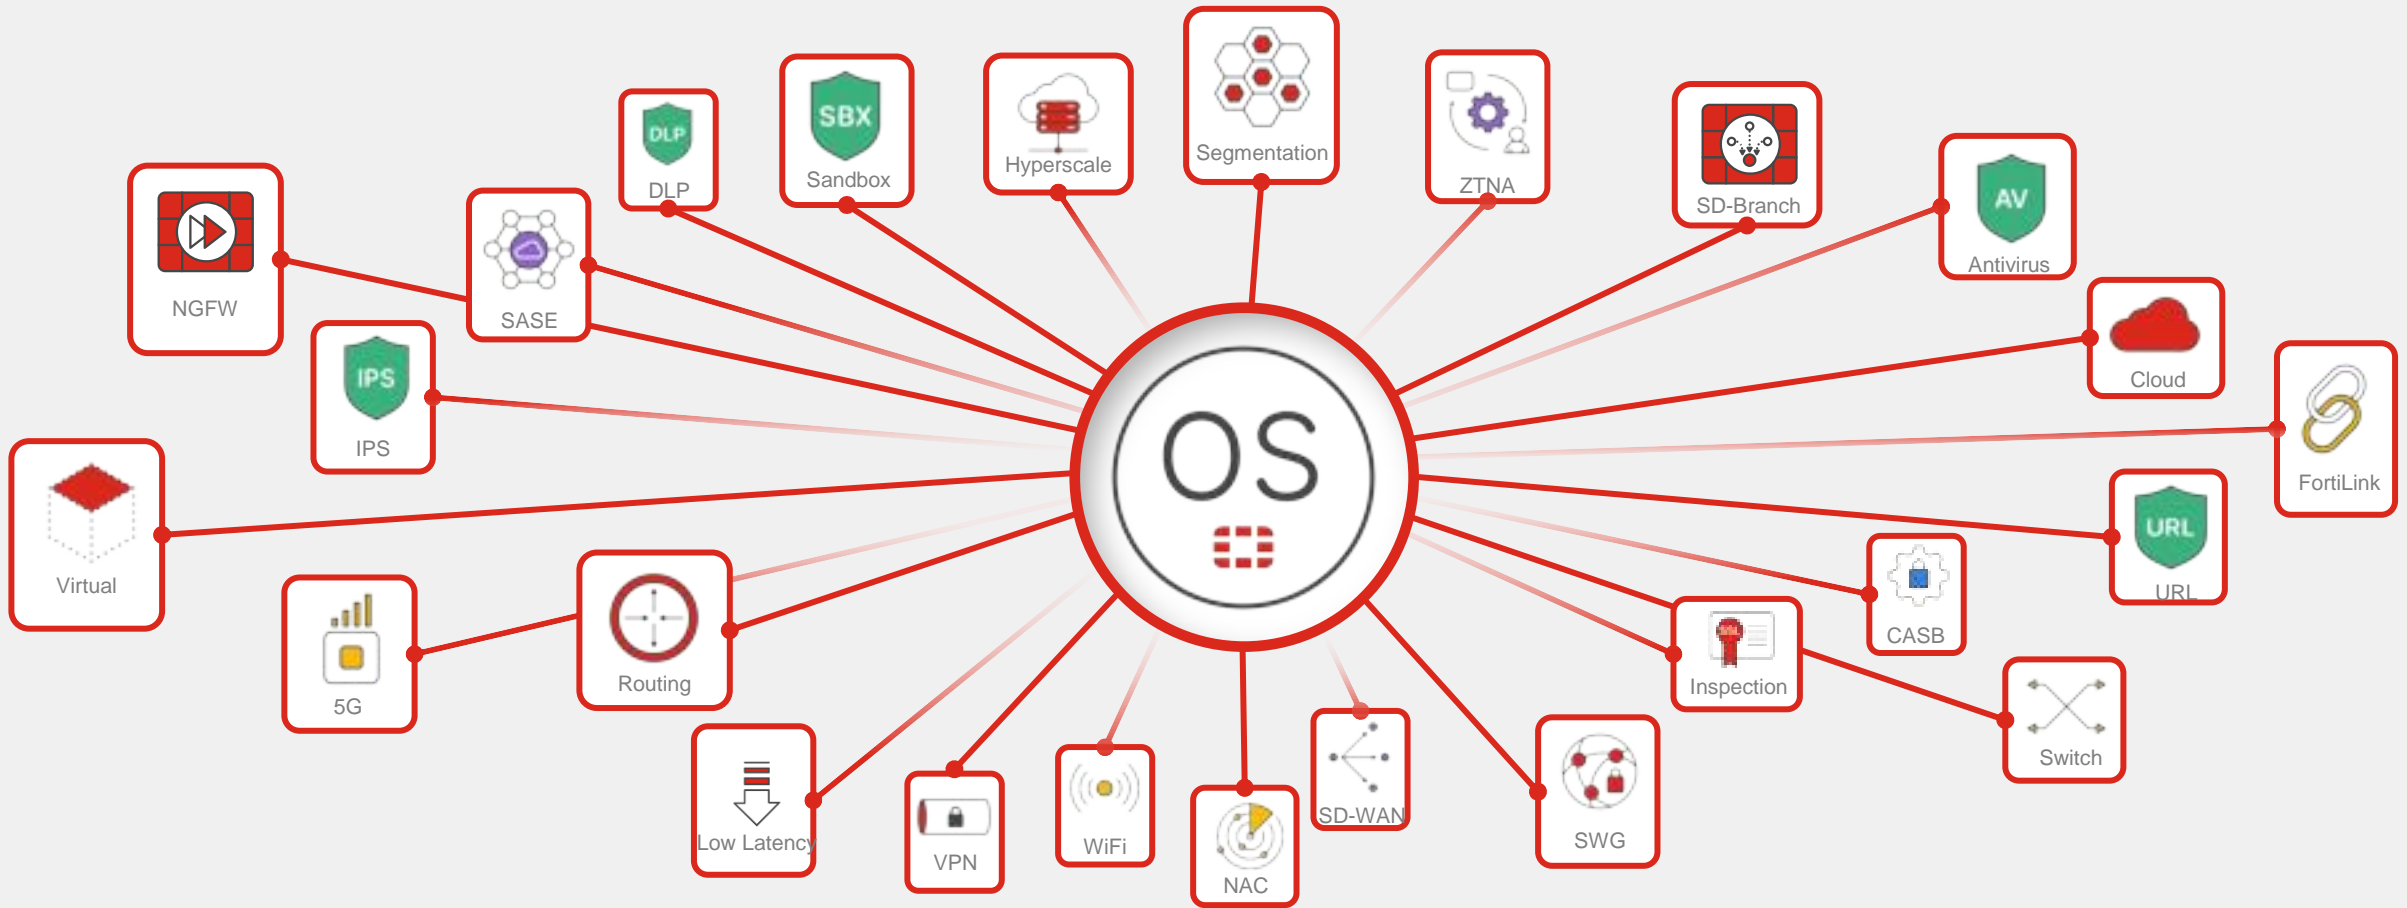 Segmentation
SBX
Sandbox
Hyperscale
ZTNA
DLP
DLP
SD-Branch
AV
Antivirus
NGFW
SASE
IPS
IPS
Cloud
FortiLink
OS
Virtual
URL
URL
CASB
5G
Routing
Inspection
Switch
Low Latency
VPN
WiFi
NAC
SD-WAN
SWG